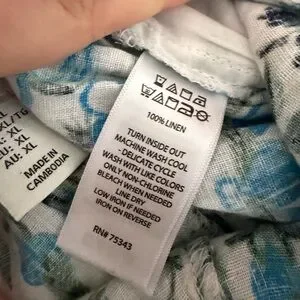 XL/TG
AU: XL
AU: XL
MADE IN
CAMBODIA
100% LINEN
TURN INSIDE OUT
MACHINE WASH COOL
- DELICATE CYCLE
WASH WITH LIKE COLORS
ONLY NON-CHLORINE
BLEACH WHEN NEEDED
LINE DRY
LOW IRON IF NEEDED
IRON ON REVERSE
RN# 75343